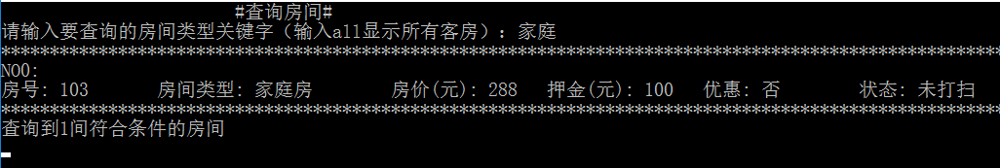 #查询房间#
请输入要查询的房间类型关键字（输入all显示所有客房）：家庭
*******************************************************************************************************
NO0:
房号: 103 房间类型: 家庭房 房价(元): 288 押金(元): 100 优惠: 否 状态: 未打扫
*******************************************************************************************************
查询到1间符合条件的房间